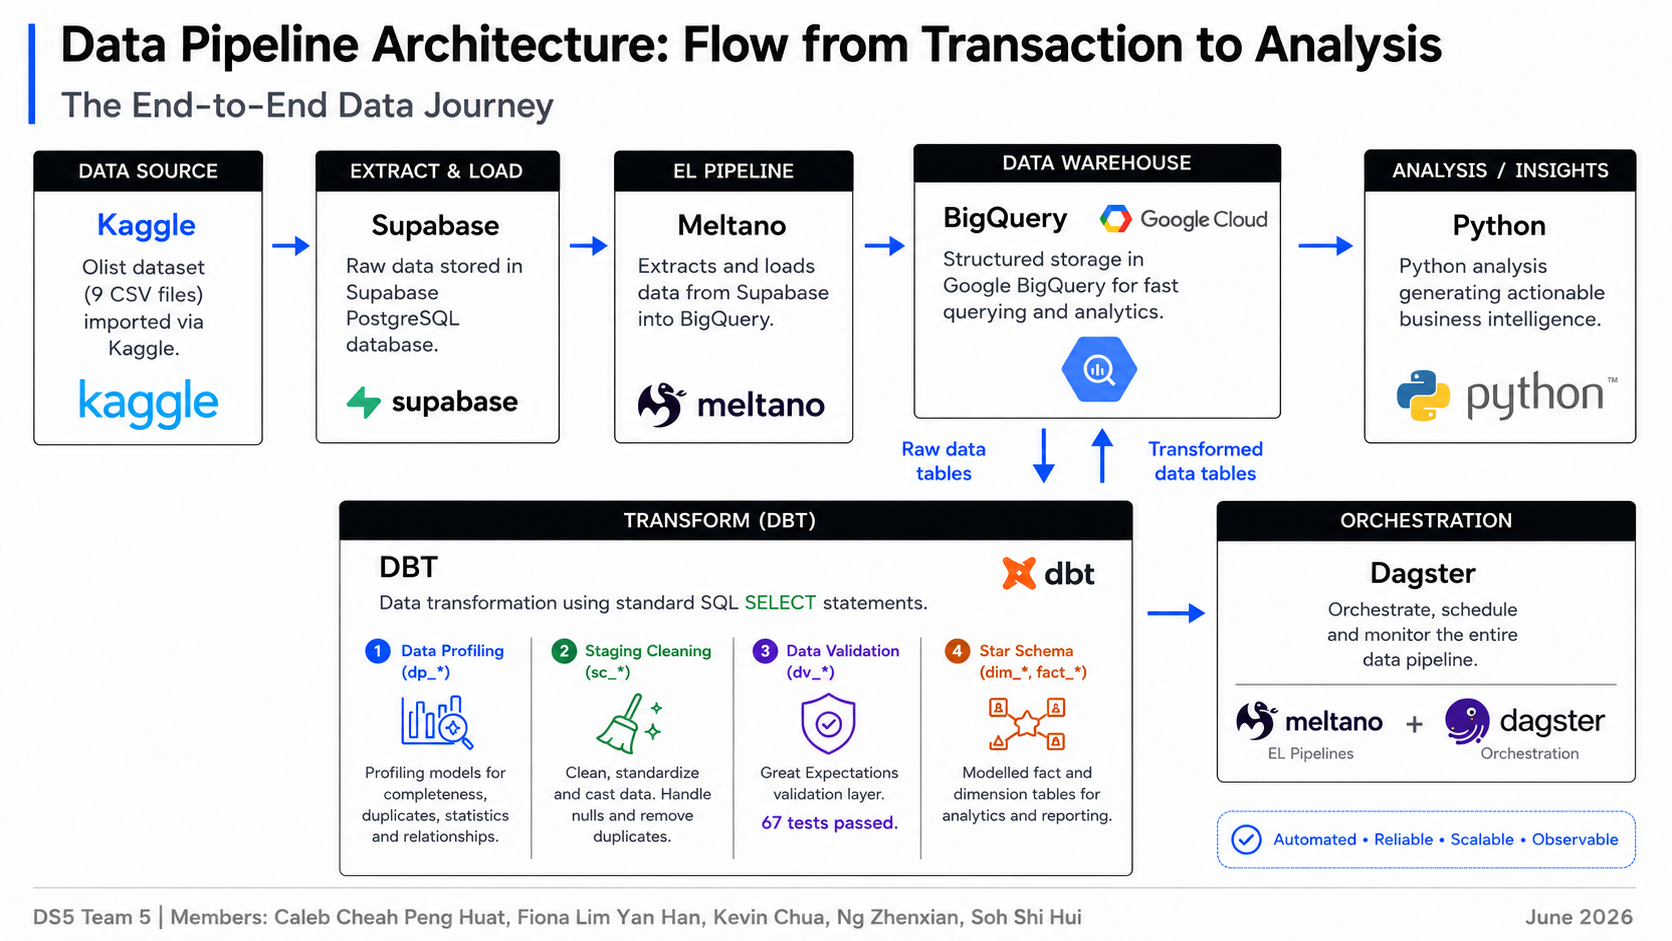 Data Pipeline Architecture: Flow from Transaction to Analysis
The End-to-End Data Journey
DATA SOURCE
Kaggle
Olist dataset
(9 CSV files)
imported via
Kaggle.
kaggle
EXTRACT & LOAD
Supabase
Raw data stored in
Supabase
PostgreSQL
database.
supabase
EL PIPELINE
Meltano
Extracts and loads
data from Supabase
into BigQuery.
meltano
DATA WAREHOUSE
BigQuery
Google Cloud
Structured storage in
Google BigQuery for fast
querying and analytics.
ANALYSIS / INSIGHTS
Python
Python analysis
generating actionable
business intelligence.
python™
Raw data
tables
Transformed
data tables
TRANSFORM (DBT)
DBT
dbt
Data transformation using standard SQL SELECT statements.
1 Data Profiling
(dp_*)
Profiling models for
completeness,
duplicates, statistics
and relationships.
2 Staging Cleaning
(sc_*)
Clean, standardize
and cast data. Handle
nulls and remove
duplicates.
3 Data Validation
(dv_*)
Great Expectations
validation layer.
67 tests passed.
4 Star Schema
(dim_*, fact_*)
Modelled fact and
dimension tables for
analytics and reporting.
ORCHESTRATION
Dagster
Orchestrate, schedule
and monitor the entire
data pipeline.
meltano + dagster
EL Pipelines
Orchestration
Automated • Reliable • Scalable • Observable
DS5 Team 5 | Members: Caleb Cheah Peng Huat, Fiona Lim Yan Han, Kevin Chua, Ng Zhenxian, Soh Shi Hui
June 2026